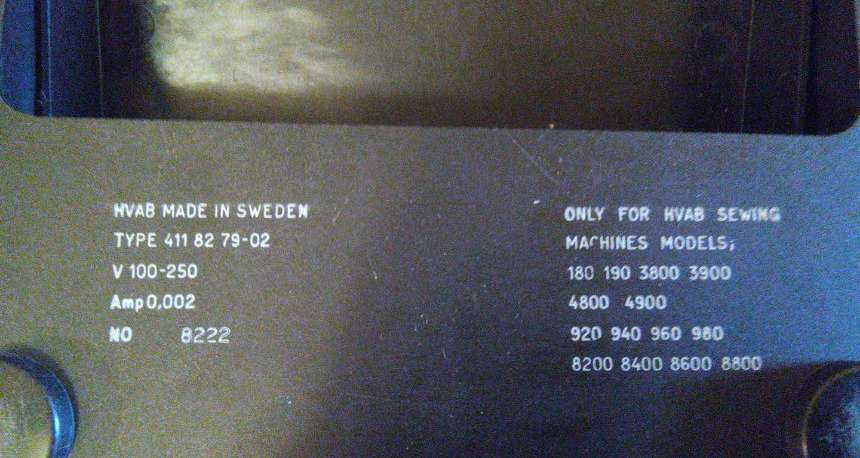 HVAB MADE IN SWEDEN
TYPE 411 82 79-02
V 100-250
Amp 0,002
NO 8222
ONLY FOR HVAB SEWING
MACHINES MODELS;
180 190 3800 3900
4800 4900
920 940 960 980
8200 8400 8600 8800